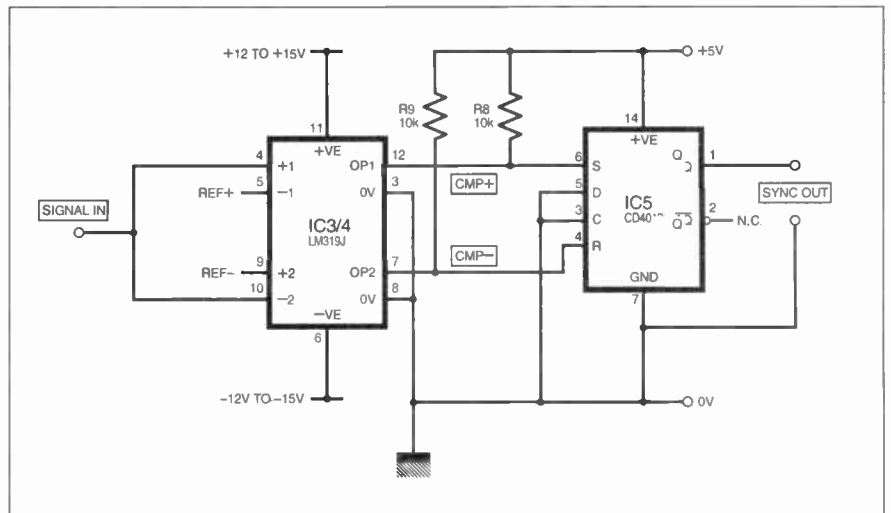 +12 TO +15V
+5V
R9
10k
R8
10k
11
+VE
14
+VE
4
+1
OP1
12
6
S
Q
1
5
REF+
−1
0V
3
CMP+
5
D
SYNC OUT
SIGNAL IN
IC3/4
LM319J
IC5
3
C
Q
2
N.C.
9
REF−
+2
OP2
7
CMP−
4
R
10
−2
0V
8
GND
−VE
7
6
−12V TO −15V
0V